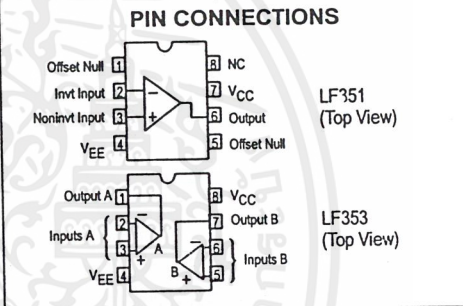 PIN CONNECTIONS
Offset Null 1
8 NC
Invt Input 2
7 VCC
Noninvt Input 3
6 Output
VEE 4
5 Offset Null
LF351
(Top View)
Output A 1
8 VCC
2
7 Output B
Inputs A
3
6
Inputs B
VEE 4
5
A
B
LF353
(Top View)